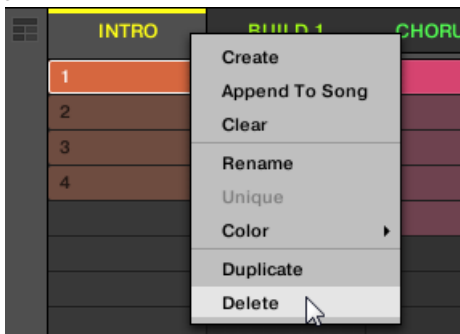 INTRO
BUILD 1
CHORU
1
2
3
4
Create
Append To Song
Clear
Rename
Unique
Color
Duplicate
Delete